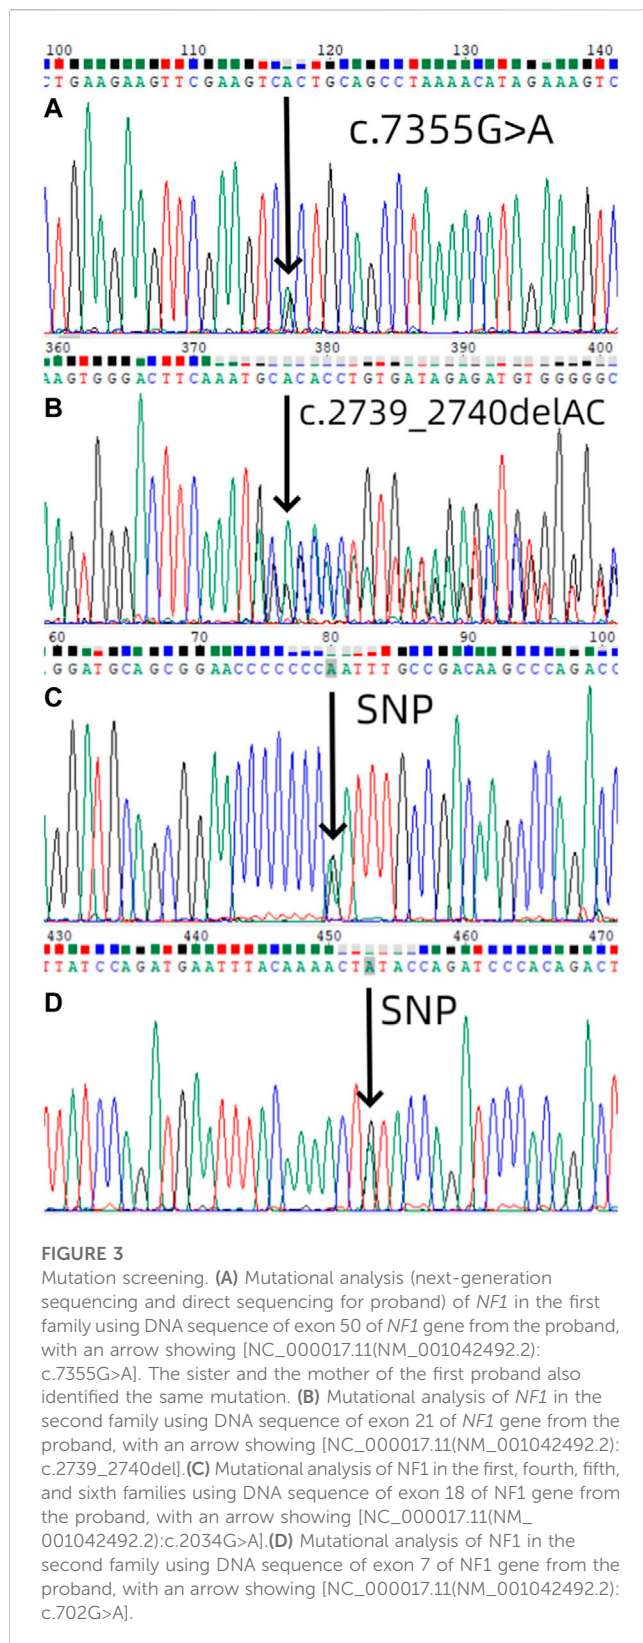 100 110 120 130 140
CTGAAGAAGTTCGAAGTCACTGCAGCCTAAAACATAGAAAGTC
A
c.7355G>A
360 370 380 390 400
AAGTGGGACTTCAAATGCACACCTGTGATAGAGATGTGGGGGC
B
c.2739_2740delAC
60 70 80 90 100
GGATGCAGCGGAACCCCCCCAATTTGCCGACAAGCCCAGACC
C
SNP
430 440 450 460 470
TTATCCAGATGAATTTACAAAACTATACCAGATCCCACAGACT
D
SNP
FIGURE 3
Mutation screening. (A) Mutational analysis (next-generation
sequencing and direct sequencing for proband) of NF1 in the first
family using DNA sequence of exon 50 of NF1 gene from the proband,
with an arrow showing [NC_000017.11(NM_001042492.2):
c.7355G>A]. The sister and the mother of the first proband also
identified the same mutation. (B) Mutational analysis of NF1 in the
second family using DNA sequence of exon 21 of NF1 gene from the
proband, with an arrow showing [NC_000017.11(NM_001042492.2):
c.2739_2740del].(C) Mutational analysis of NF1 in the first, fourth, fifth,
and sixth families using DNA sequence of exon 18 of NF1 gene from
the proband, with an arrow showing [NC_000017.11(NM_
001042492.2):c.2034G>A].(D) Mutational analysis of NF1 in the
second family using DNA sequence of exon 7 of NF1 gene from the
proband, with an arrow showing [NC_000017.11(NM_001042492.2):
c.702G>A].